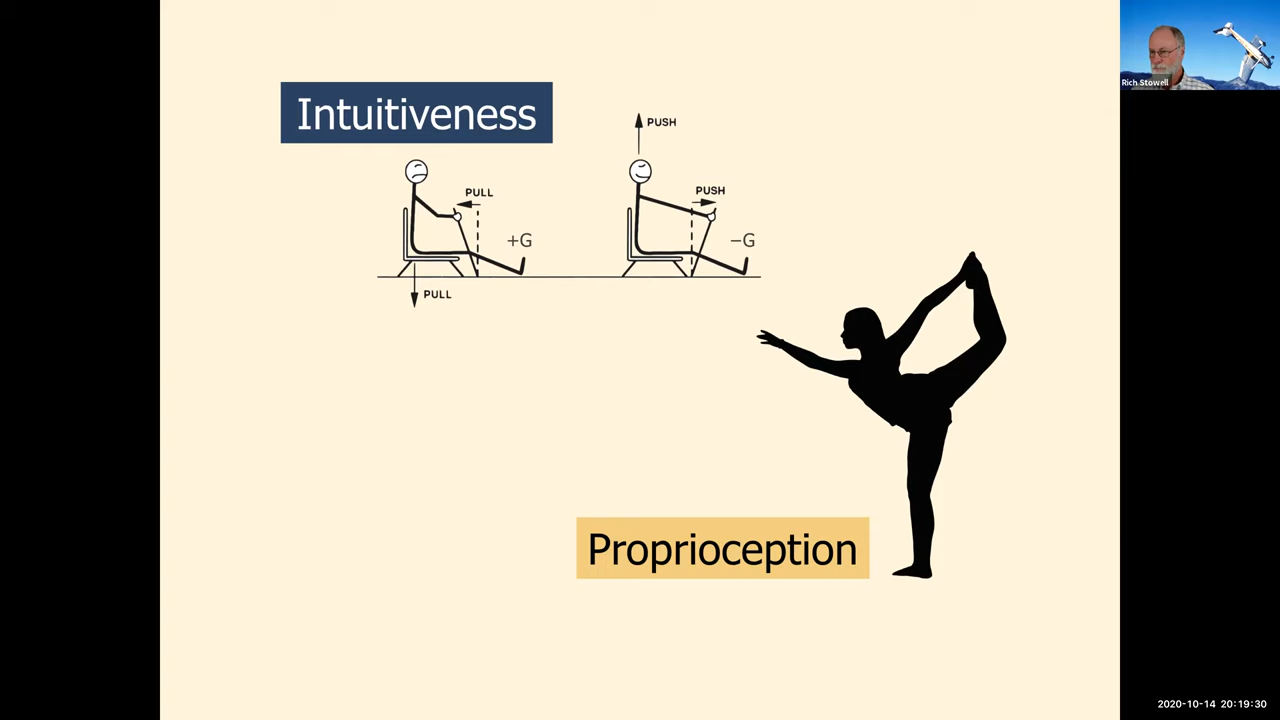 Intuitiveness
PUSH
PULL
PUSH
+G
−G
PULL
Proprioception
Rich Stowell
2020-10-14 20:19:30